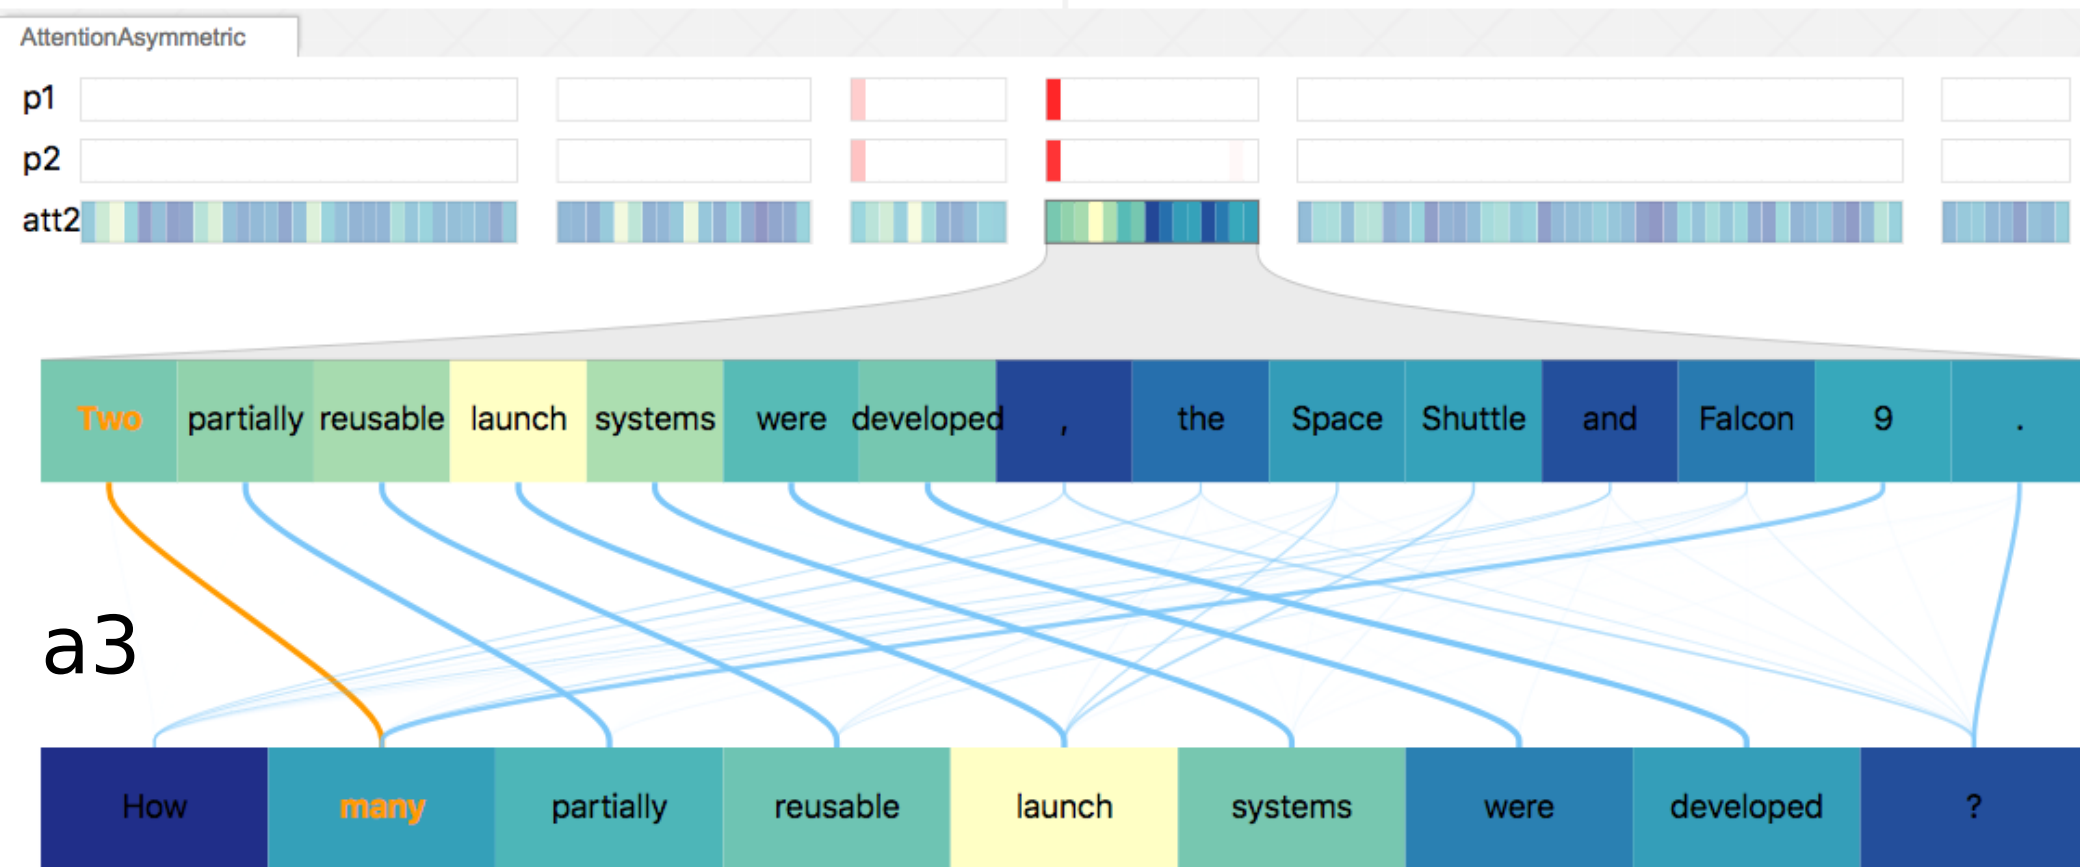 AttentionAsymmetric
p1
p2
att2
Two partially reusable launch systems were developed , the Space Shuttle and Falcon 9 .
a3
How many partially reusable launch systems were developed ?